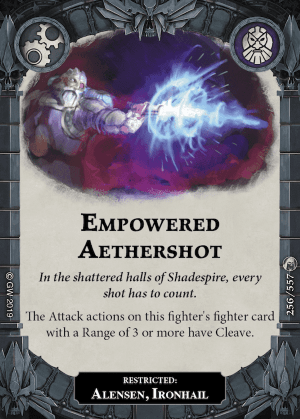 Empowered
Aethershot
In the shattered halls of Shadespire, every
shot has to count.
The Attack actions on this fighter's fighter card
with a Range of 3 or more have Cleave.
© GW 2019
256/557
RESTRICTED:
Alensen, Ironhail